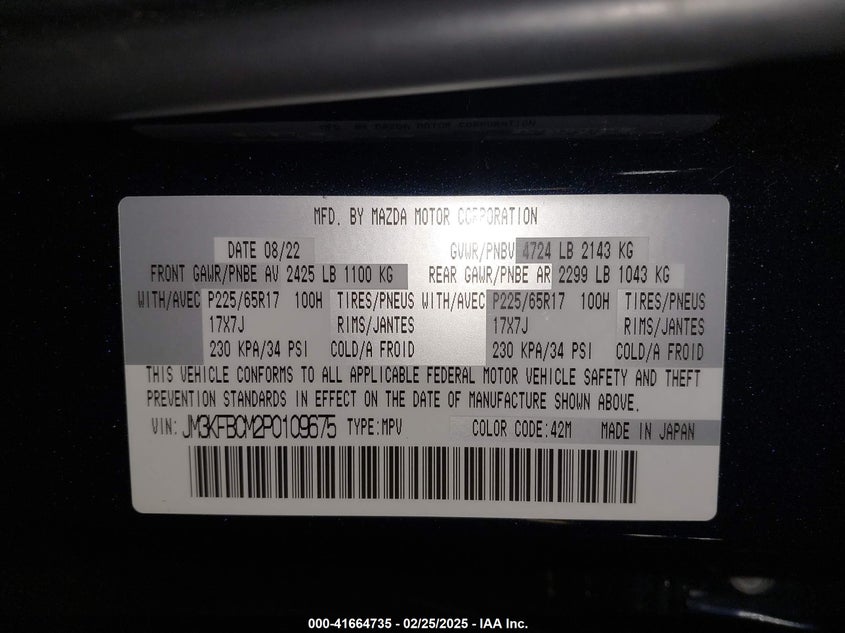 MFD. BY MAZDA MOTOR CORPORATION
MFD. BY MAZDA MOTOR CORPORATION
DATE 08/22 GVWR/PNBV 4724 LB 2143 KG
FRONT GAWR/PNBE AV 2425 LB 1100 KG REAR GAWR/PNBE AR 2299 LB 1043 KG
WITH/AVEC P225/65R17 100H TIRES/PNEUS WITH/AVEC P225/65R17 100H TIRES/PNEUS
17X7J RIMS/JANTES 17X7J RIMS/JANTES
230 KPA/34 PSI COLD/A FROID 230 KPA/34 PSI COLD/A FROID
THIS VEHICLE CONFORMS TO ALL APPLICABLE FEDERAL MOTOR VEHICLE SAFETY AND THEFT
PREVENTION STANDARDS IN EFFECT ON THE DATE OF MANUFACTURE SHOWN ABOVE.
VIN: JM3KFBCM2P0109675 TYPE:MPV COLOR CODE:42M MADE IN JAPAN
000-41664735 - 02/25/2025 - IAA Inc.